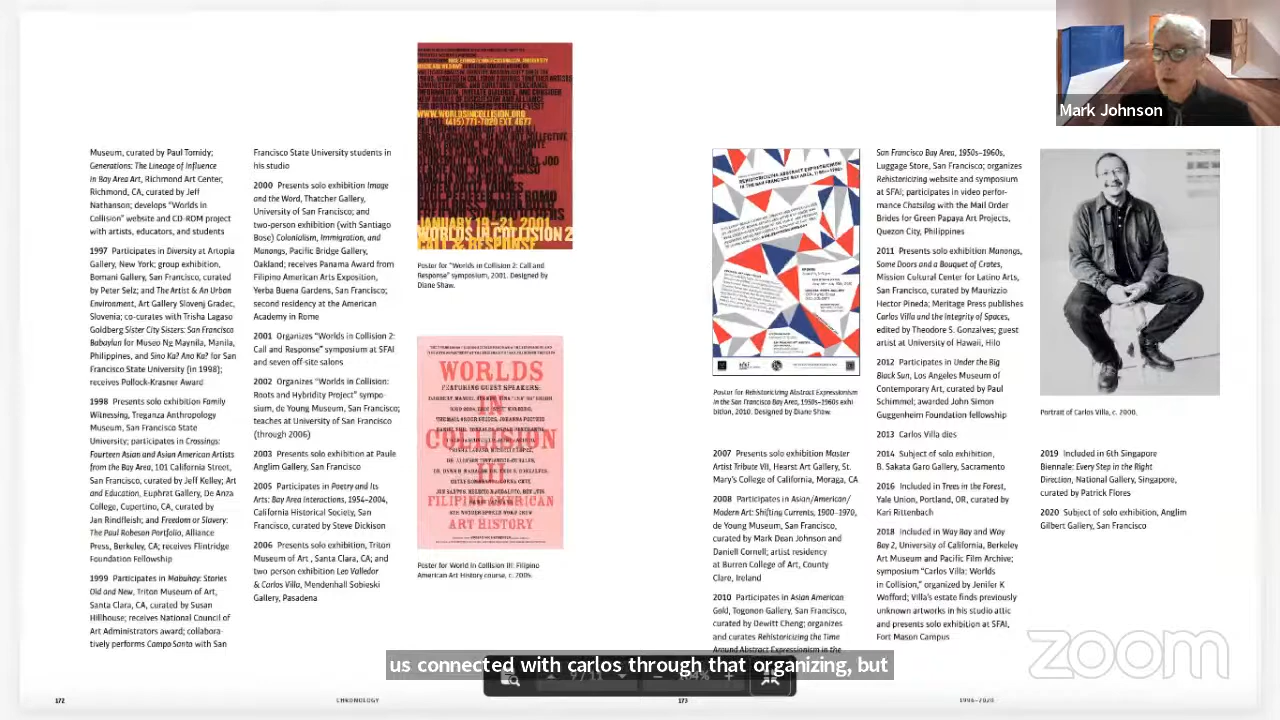 Museum, curated by Paul Tomidy;
Generations: The Lineage of Influence
in Bay Area Art, Richmond Art Center,
Richmond, CA, curated by Jeff
Nathanson; develops "Worlds in
Collision" website and CD-ROM project
with artists, educators, and students
1997 Participates in Diversity at Artopia
Gallery, New York; group exhibition,
Bomani Gallery, San Francisco, curated
by Peter Selz; and The Artist & An Urban
Environment, Art Gallery Slovenj Gradec,
Slovenia; co-curates with Trisha Lagaso
Goldberg Sister City Sisters: San Francisco
Babaylan for Museo Ng Maynila, Manila,
Philippines, and Sino Ka? Ano Ka? for San
Francisco State University (in 1998);
receives Pollock-Krasner Award
1998 Presents solo exhibition Family
Witnessing, Treganza Anthropology
Museum, San Francisco State
University; participates in Crossings:
Fourteen Asian and Asian American Artists
from the Bay Area, 101 California Street,
San Francisco, curated by Jeff Kelley; Art
and Education, Euphrat Gallery, De Anza
College, Cupertino, CA, curated by
Jan Rindfleish; and Freedom or Slavery:
The Paul Robeson Portfolio, Alliance
Press, Berkeley, CA; receives Flintridge
Foundation Fellowship
1999 Participates in Mabuhay: Stories
Old and New, Triton Museum of Art,
Santa Clara, CA, curated by Susan
Hillhouse; receives National Council of
Art Administrators award; collabora-
tively performs Campo Santo with San
Francisco State University students in
his studio
2000 Presents solo exhibition Image
and the Word, Thatcher Gallery,
University of San Francisco; and
two-person exhibition (with Santiago
Bose) Colonialism, Immigration, and
Manongs, Pacific Bridge Gallery,
Oakland; receives Panama Award from
Filipino American Arts Exposition,
Yerba Buena Gardens, San Francisco;
second residency at the American
Academy in Rome
2001 Organizes "Worlds in Collision 2:
Call and Response" symposium at SFAI
and seven off-site salons
2002 Organizes "Worlds in Collision:
Roots and Hybridity Project" sympo-
sium, de Young Museum, San Francisco;
teaches at University of San Francisco
(through 2006)
2003 Presents exhibition at Paule
Anglim Gallery, San Francisco
2005 Participates in Poetry and Its
Arts: Bay Area Interactions, 1954–2004,
California Historical Society, San
Francisco, curated by Steve Dickison
2006 Presents solo exhibition, Triton
Museum of Art, Santa Clara, CA; and
two person exhibition Leo Valledor
& Carlos Villa, Mendenhall Sobieski
Gallery, Pasadena
WWW.WORLDSINCOLLISION.ORG
(415) 771-7020 EXT. 4677
JANUARY 18–21, 2001
WORLDS IN COLLISION 2
CALL & RESPONSE
Poster for "Worlds in Collision 2: Call and
Response" symposium, 2001. Designed by
Diane Shaw.
WORLDS
FEATURING GUEST SPEAKERS:
IN
COLLISION
III
FILIPINO AMERICAN
ART HISTORY
Poster for World in Collision III: Filipino
American Art History course, c. 2005.
REHISTORICIZING ABSTRACT EXPRESSIONISM
IN THE SAN FRANCISCO BAY AREA, 1950s–1960s
Poster for Rehistoricizing Abstract Expressionism
in the San Francisco Bay Area, 1950s–1960s exhi
bition, 2010. Designed by Diane Shaw.
2007 Presents solo exhibition Master
Artist Tribute VII, Hearst Art Gallery, St.
Mary's College of California, Moraga, CA
2008 Participates in Asian/American/
Modern Art: Shifting Currents, 1900–1970,
de Young Museum, San Francisco,
curated by Mark Dean Johnson and
Daniell Cornell; artist residency
at Burren College of Art, County
Clare, Ireland
2010 Participates in Asian American
Gold, Togonon Gallery, San Francisco,
curated by Dewitt Cheng; organizes
and curates Rehistoricizing the Time
Around Abstract Expressionism in the
San Francisco Bay Area, 1950s–1960s,
Luggage Store, San Francisco; organizes
Rehistoricizing website and symposium
at SFAI; participates in video perfor-
mance Chatsilog with the Mail Order
Brides for Green Papaya Art Projects,
Quezon City, Philippines
2011 Presents solo exhibition Manongs,
Some Doors and a Bouquet of Crates,
Mission Cultural Center for Latino Arts,
San Francisco, curated by Maurizzio
Hector Pineda; Meritage Press publishes
Carlos Villa and the Integrity of Spaces,
edited by Theodore S. Gonzalves; guest
artist at University of Hawaii, Hilo
2012 Participates in Under the Big
Black Sun, Los Angeles Museum of
Contemporary Art, curated by Paul
Schimmel; awarded John Simon
Guggenheim Foundation fellowship
2013 Carlos Villa dies
2014 Subject of solo exhibition,
B. Sakata Garo Gallery, Sacramento
2016 Included in Trees in the Forest,
Yale Union, Portland, OR, curated by
Kari Rittenbach
2018 Included in Way Bay and Way
Bay 2, University of California, Berkeley
Art Museum and Pacific Film Archive;
symposium "Carlos Villa: Worlds
in Collision," organized by Jenifer K
Wofford; Villa's estate finds previously
unknown artworks in his studio attic
and presents solo exhibition at SFAI,
Fort Mason Campus
Portrait of Carlos Villa, c. 2000.
2019 Included in 6th Singapore
Biennale: Every Step in the Right
Direction, National Gallery, Singapore,
curated by Patrick Flores
2020 Subject of solo exhibition, Anglim
Gilbert Gallery, San Francisco
Mark Johnson
us connected with carlos through that organizing, but
zoom
172
CHRONOLOGY
173
1996–2020